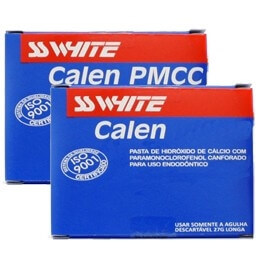 SS WHITE
Calen PMCC
ISO
9001
SS WHITE
Calen
PASTA DE HIDRÓXIDO DE CÁLCIO COM
PARAMONOCLOROFENOL CANFORADO
PARA USO ENDODÔNTICO
ISO
9001
CERTIFICADO
USAR SOMENTE A AGULHA
DESCARTÁVEL 27G LONGA